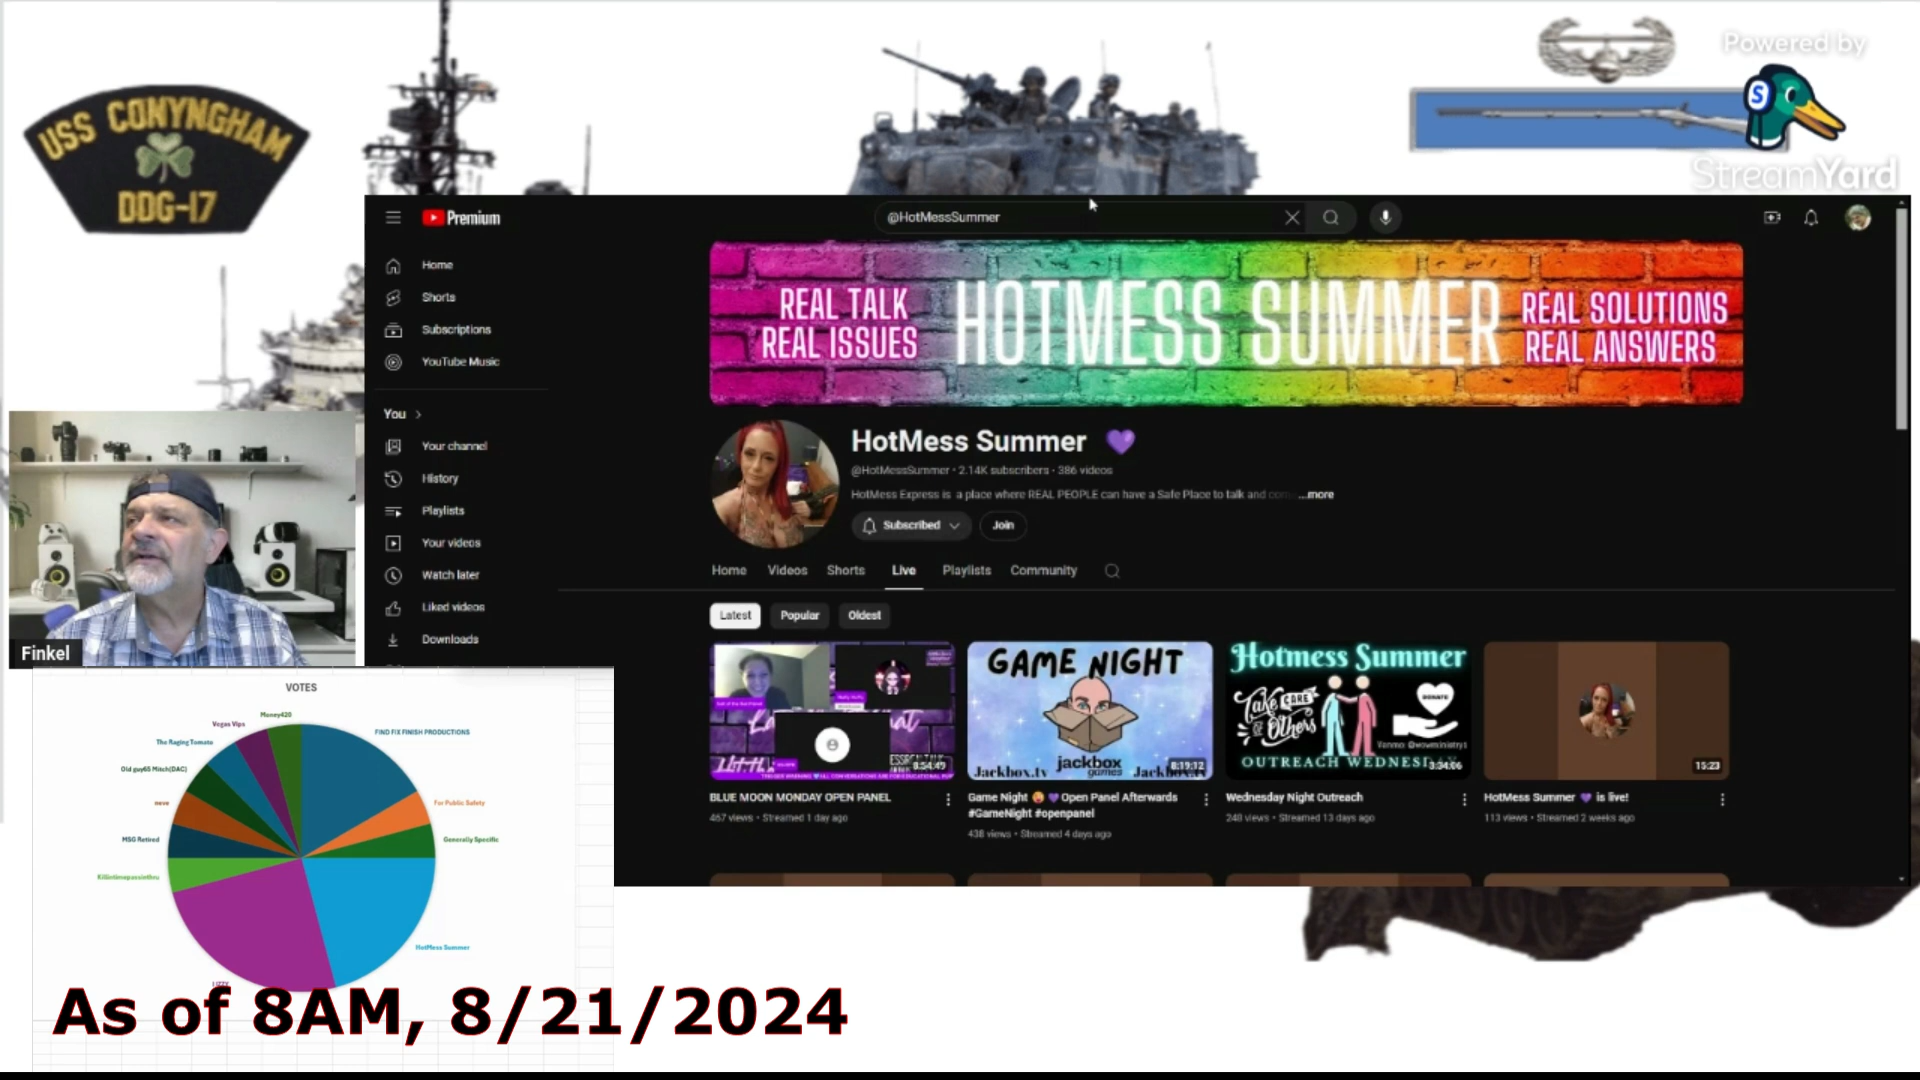 USS CONYNGHAM
DDG-17
Powered by
S
StreamYard
Premium
@HotMessSummer
Home
Shorts
Subscriptions
YouTube Music
You
Your channel
History
Playlists
Your videos
Watch later
Liked videos
Downloads
REAL TALK
REAL ISSUES
HOTMESS SUMMER
REAL SOLUTIONS
REAL ANSWERS
HotMess Summer 💜
@HotMessSummer • 2.14K subscribers • 386 videos
HotMess Express is a place where REAL PEOPLE can have a Safe Place to talk and ...more
Subscribed
Join
Home Videos Shorts Live Playlists Community
Latest Popular Oldest
8:54:49
BLUE MOON MONDAY OPEN PANEL
467 views • Streamed 1 day ago
GAME NIGHT
jackbox
games
Jackbox.tv
8:19:12
Game Night 😜 💜Open Panel Afterwards
#GameNight #openpanel
438 views • Streamed 4 days ago
Hotmess Summer
TAKE CARE
OF Others
DONATE
OUTREACH
3:34:06
Wednesday Night Outreach
240 views • Streamed 13 days ago
15:23
HotMess Summer 💜 is live!
113 views • Streamed 2 weeks ago
Finkel
VOTES
Money420
Vegas Vips
FIND FIX FINISH PRODUCTIONS
The Raging Tomato
Old guy65 Mitch(DAC)
neve
For Public Safety
MSG Retired
Generally Specific
Killintimepassinthru
HotMess Summer
As of 8AM, 8/21/2024